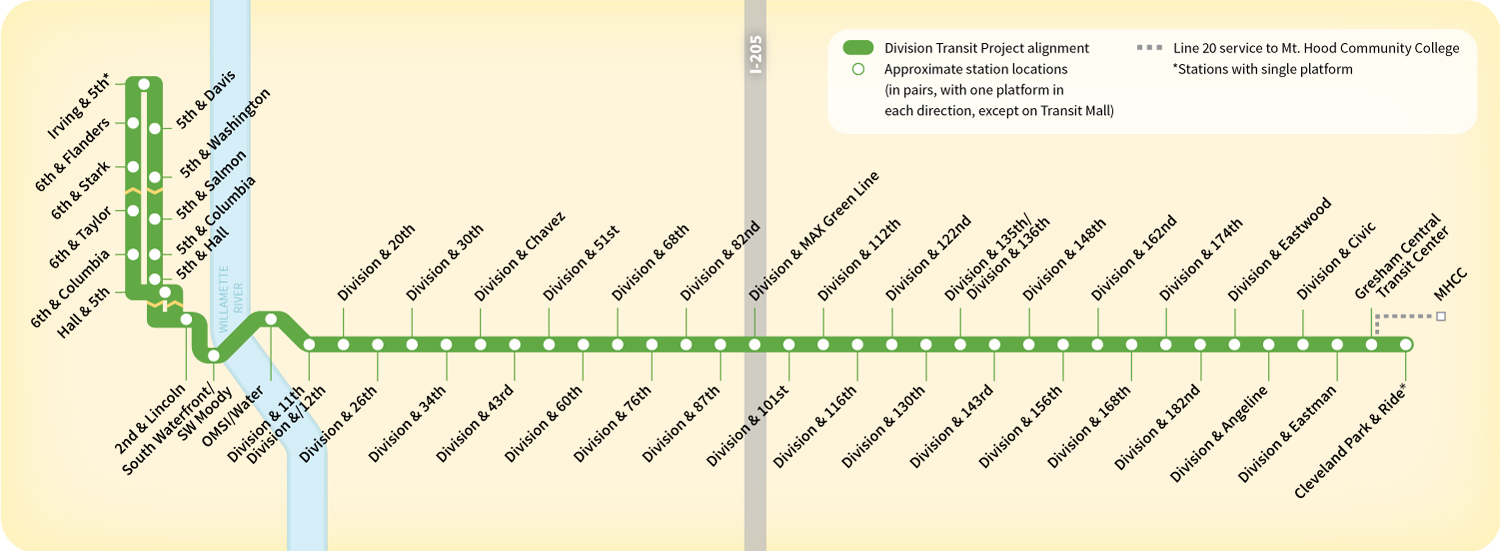 I-205
Division Transit Project alignment
Approximate station locations
(in pairs, with one platform in
each direction, except on Transit Mall)
Line 20 service to Mt. Hood Community College
*Stations with single platform
Irving & 5th*
6th & Flanders
6th & Stark
6th & Taylor
6th & Columbia
Hall & 5th
5th & Davis
5th & Washington
5th & Salmon
5th & Columbia
5th & Hall
WILLAMETTE
RIVER
2nd & Lincoln
South Waterfront/
SW Moody
OMSI/Water
Division & 11th
Division &/12th
Division & 20th
Division & 26th
Division & 30th
Division & 34th
Division & Chavez
Division & 43rd
Division & 51st
Division & 60th
Division & 68th
Division & 76th
Division & 82nd
Division & 87th
Division & MAX Green Line
Division & 101st
Division & 112th
Division & 116th
Division & 122nd
Division & 130th
Division & 135th/
Division & 136th
Division & 143rd
Division & 148th
Division & 156th
Division & 162nd
Division & 168th
Division & 174th
Division & 182nd
Division & Eastwood
Division & Angeline
Division & Civic
Division & Eastman
Gresham Central
Transit Center
Cleveland Park & Ride*
MHCC